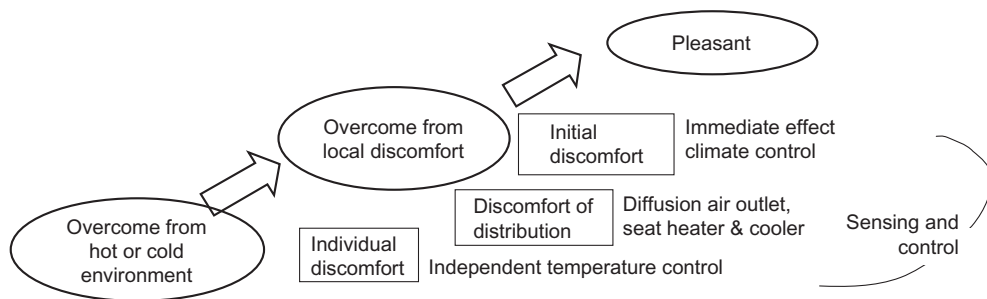 Pleasant
Overcome from
local discomfort
Initial
discomfort
Immediate effect
climate control
Overcome from
hot or cold
environment
Individual
discomfort
Independent temperature control
Discomfort of
distribution
Diffusion air outlet,
seat heater & cooler
Sensing and
control